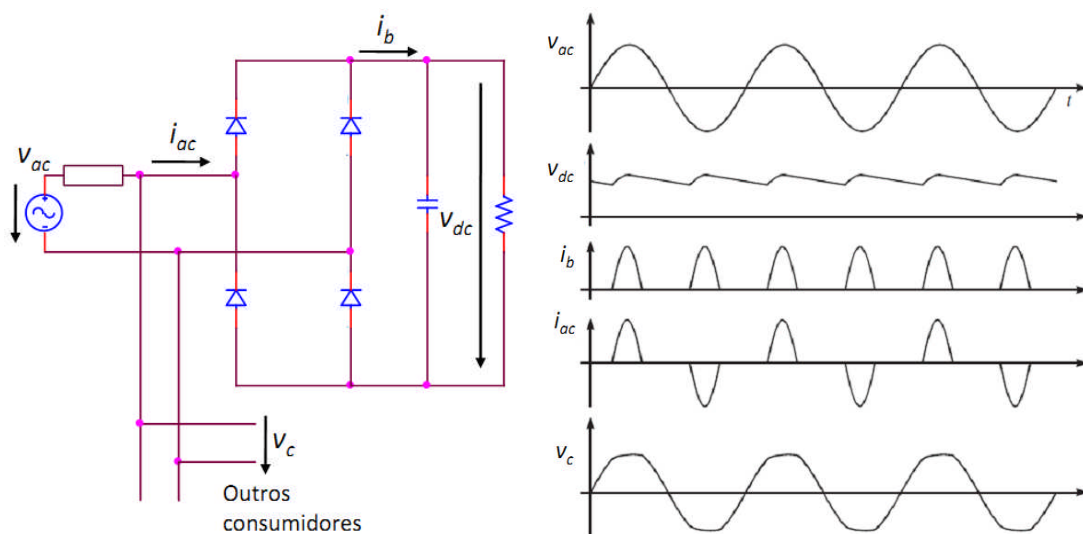 i_b
i_ac
v_ac
v_dc
v_c
Outros
consumidores
v_ac
t
v_dc
i_b
i_ac
v_c